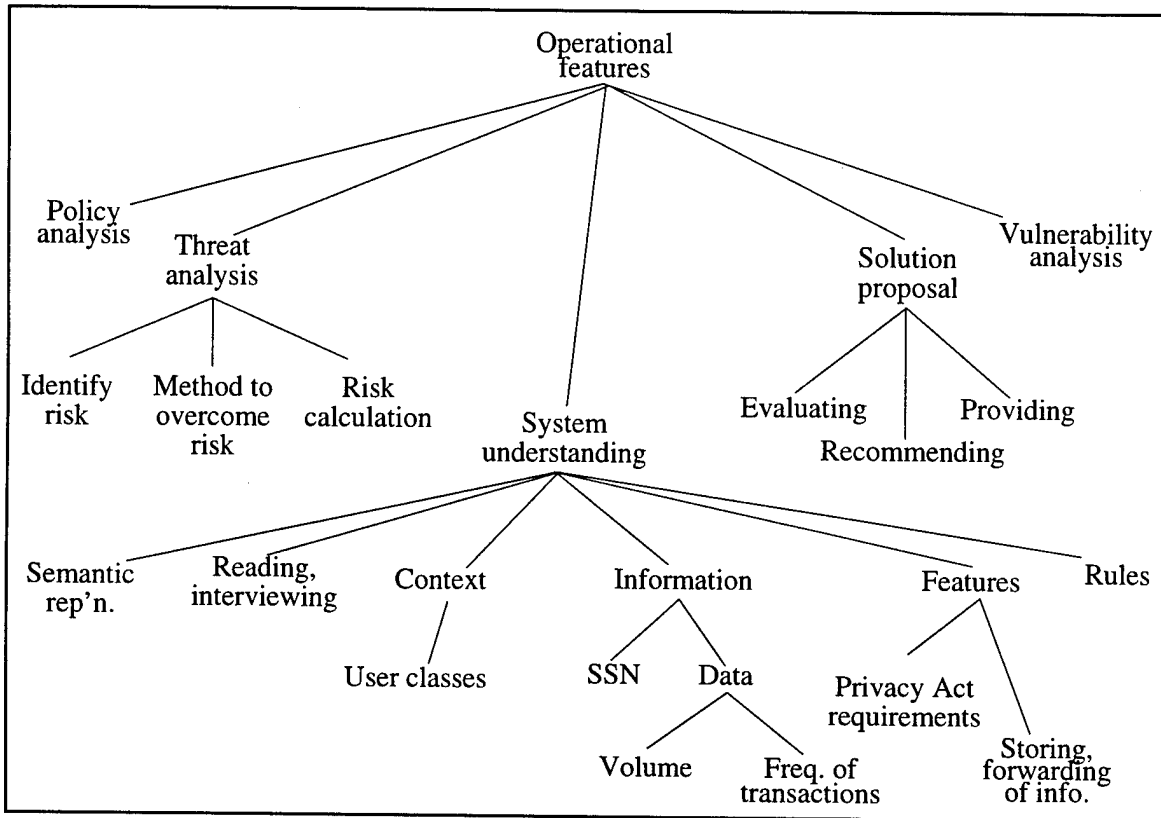 Operational
features
Policy
analysis
Threat
analysis
Solution
proposal
Vulnerability
analysis
Identify
risk
Method to
overcome
risk
Risk
calculation
Evaluating
Providing
Recommending
System
understanding
Semantic
rep'n.
Reading,
interviewing
Context
Information
Features
Rules
User classes
SSN
Data
Privacy Act
requirements
Volume
Freq. of
transactions
Storing,
forwarding
of info.